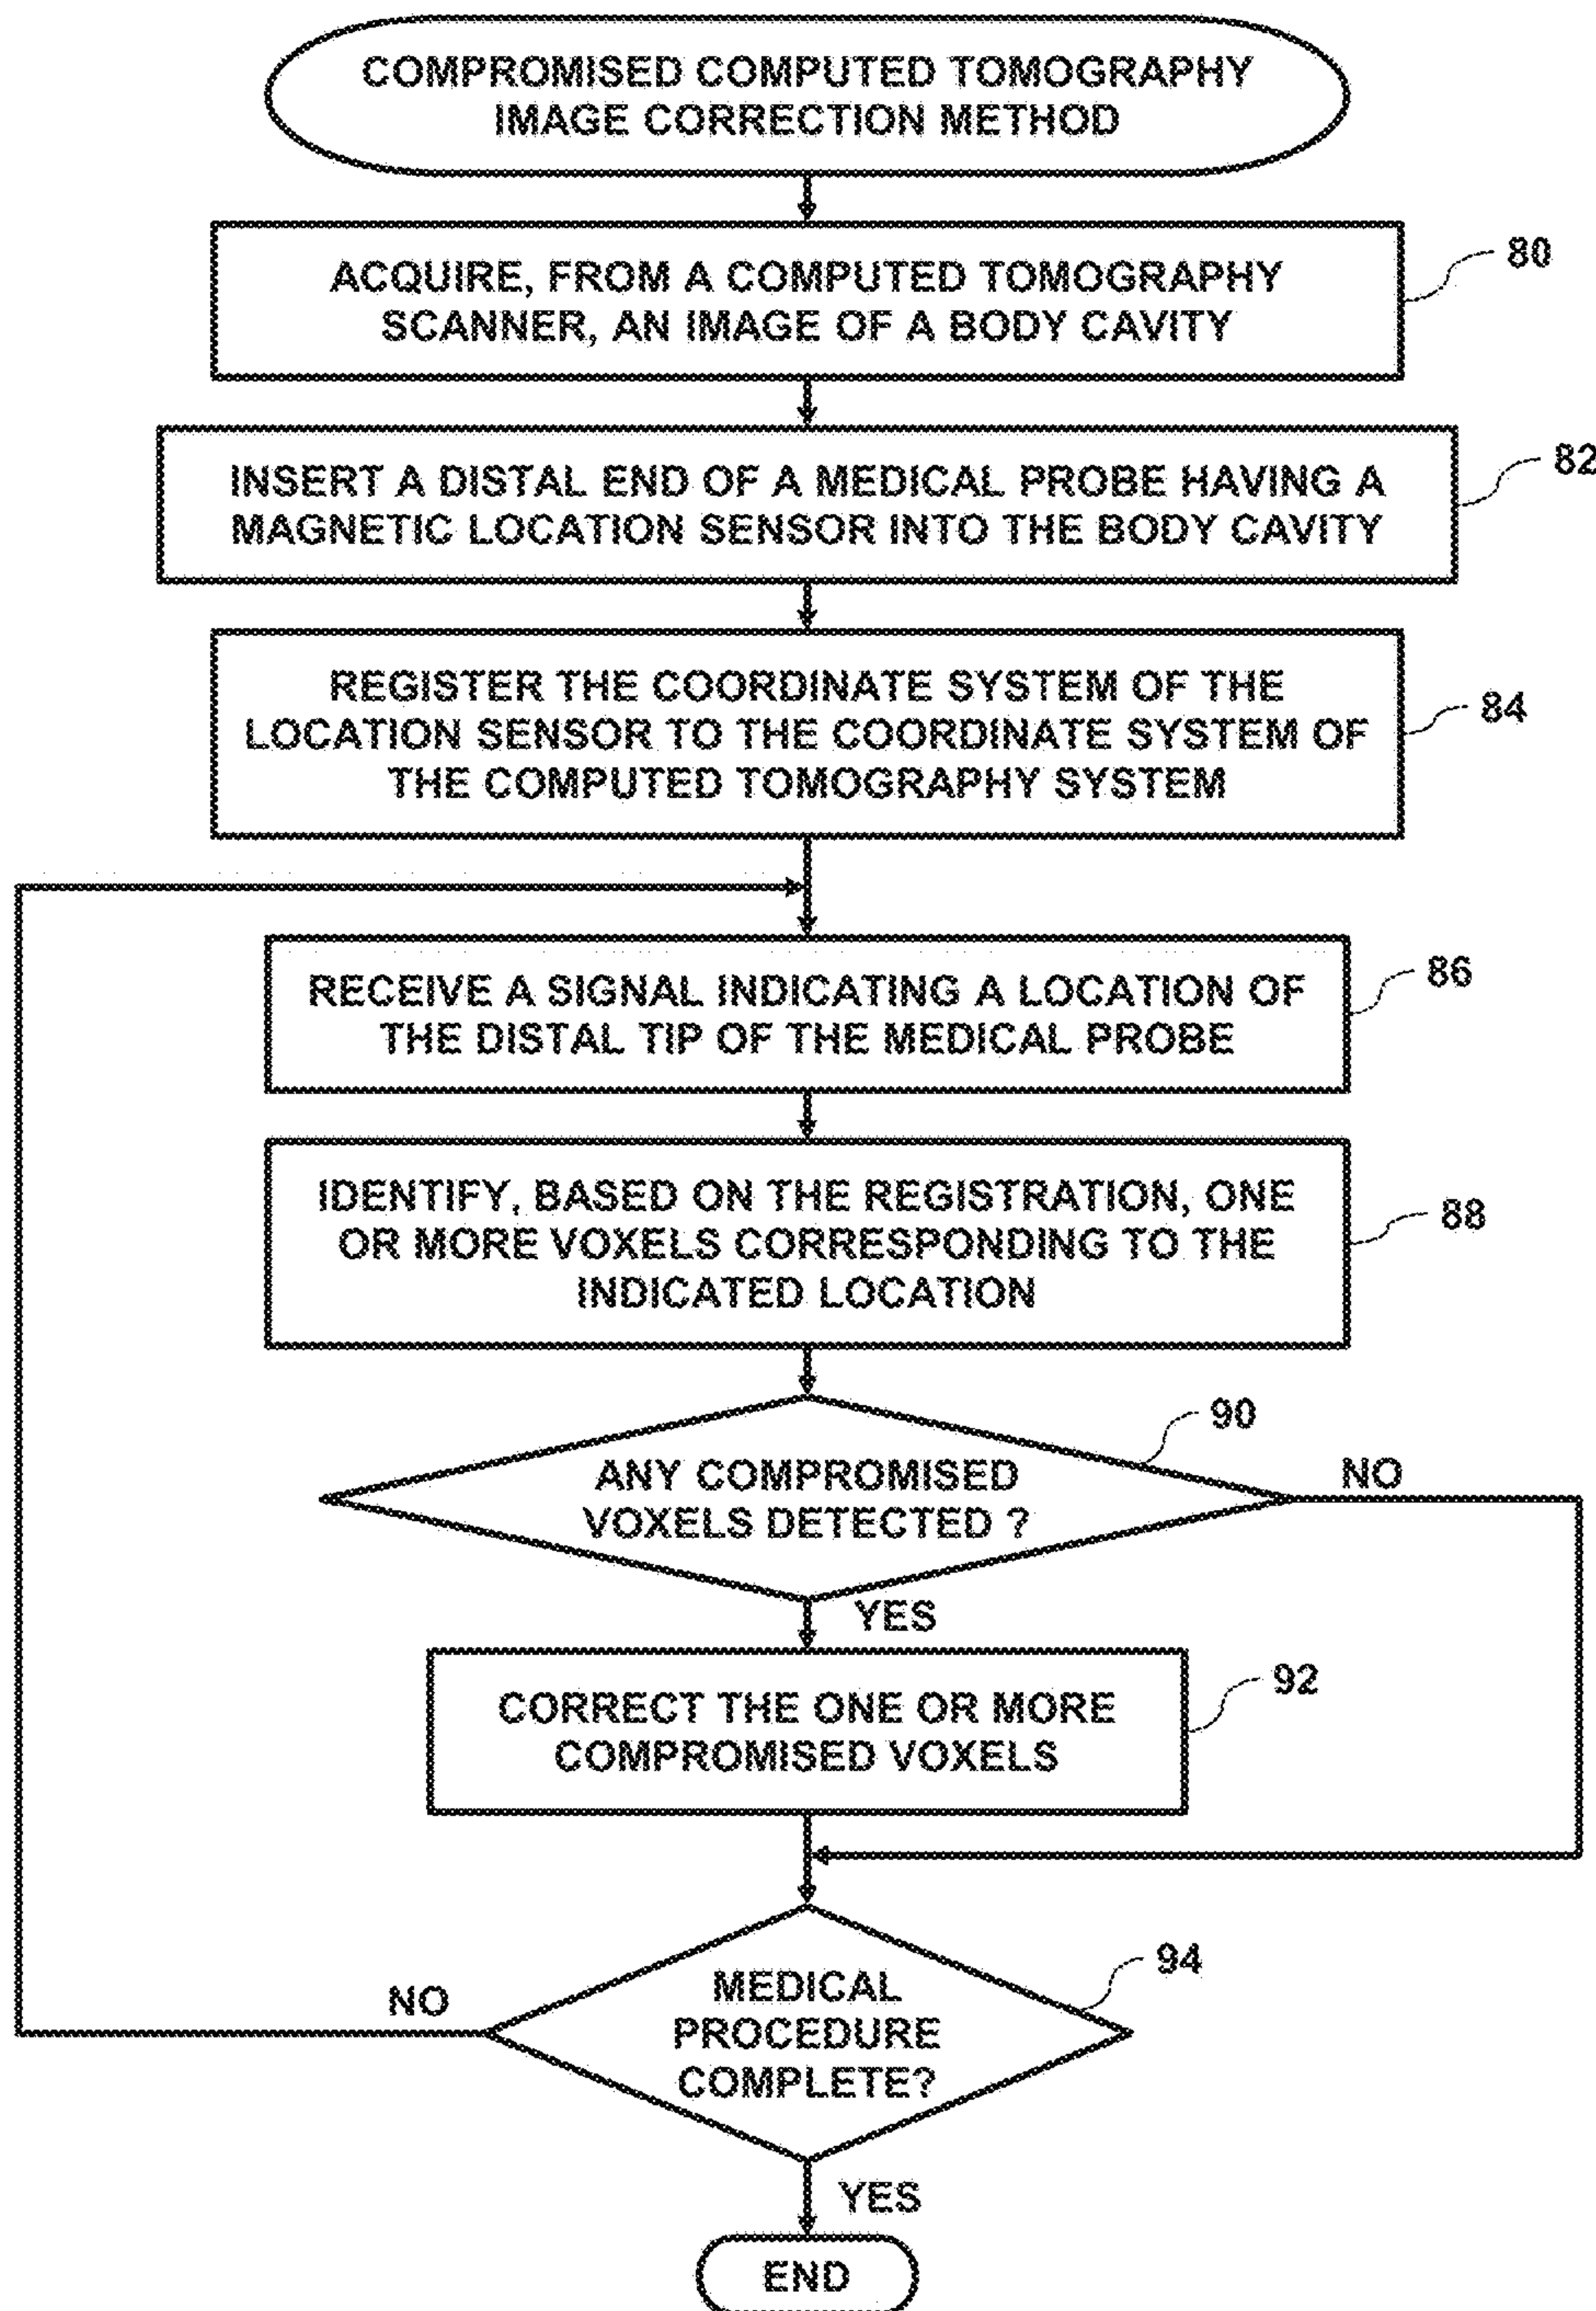 COMPROMISED COMPUTED TOMOGRAPHY
IMAGE CORRECTION METHOD
ACQUIRE, FROM A COMPUTED TOMOGRAPHY
SCANNER, AN IMAGE OF A BODY CAVITY
80
INSERT A DISTAL END OF A MEDICAL PROBE HAVING A
MAGNETIC LOCATION SENSOR INTO THE BODY CAVITY
82
REGISTER THE COORDINATE SYSTEM OF THE
LOCATION SENSOR TO THE COORDINATE SYSTEM OF
THE COMPUTED TOMOGRAPHY SYSTEM
84
RECEIVE A SIGNAL INDICATING A LOCATION OF
THE DISTAL TIP OF THE MEDICAL PROBE
86
IDENTIFY, BASED ON THE REGISTRATION, ONE
OR MORE VOXELS CORRESPONDING TO THE
INDICATED LOCATION
88
ANY COMPROMISED
VOXELS DETECTED ?
90
NO
YES
CORRECT THE ONE OR MORE
COMPROMISED VOXELS
92
MEDICAL
PROCEDURE
COMPLETE?
94
NO
YES
END